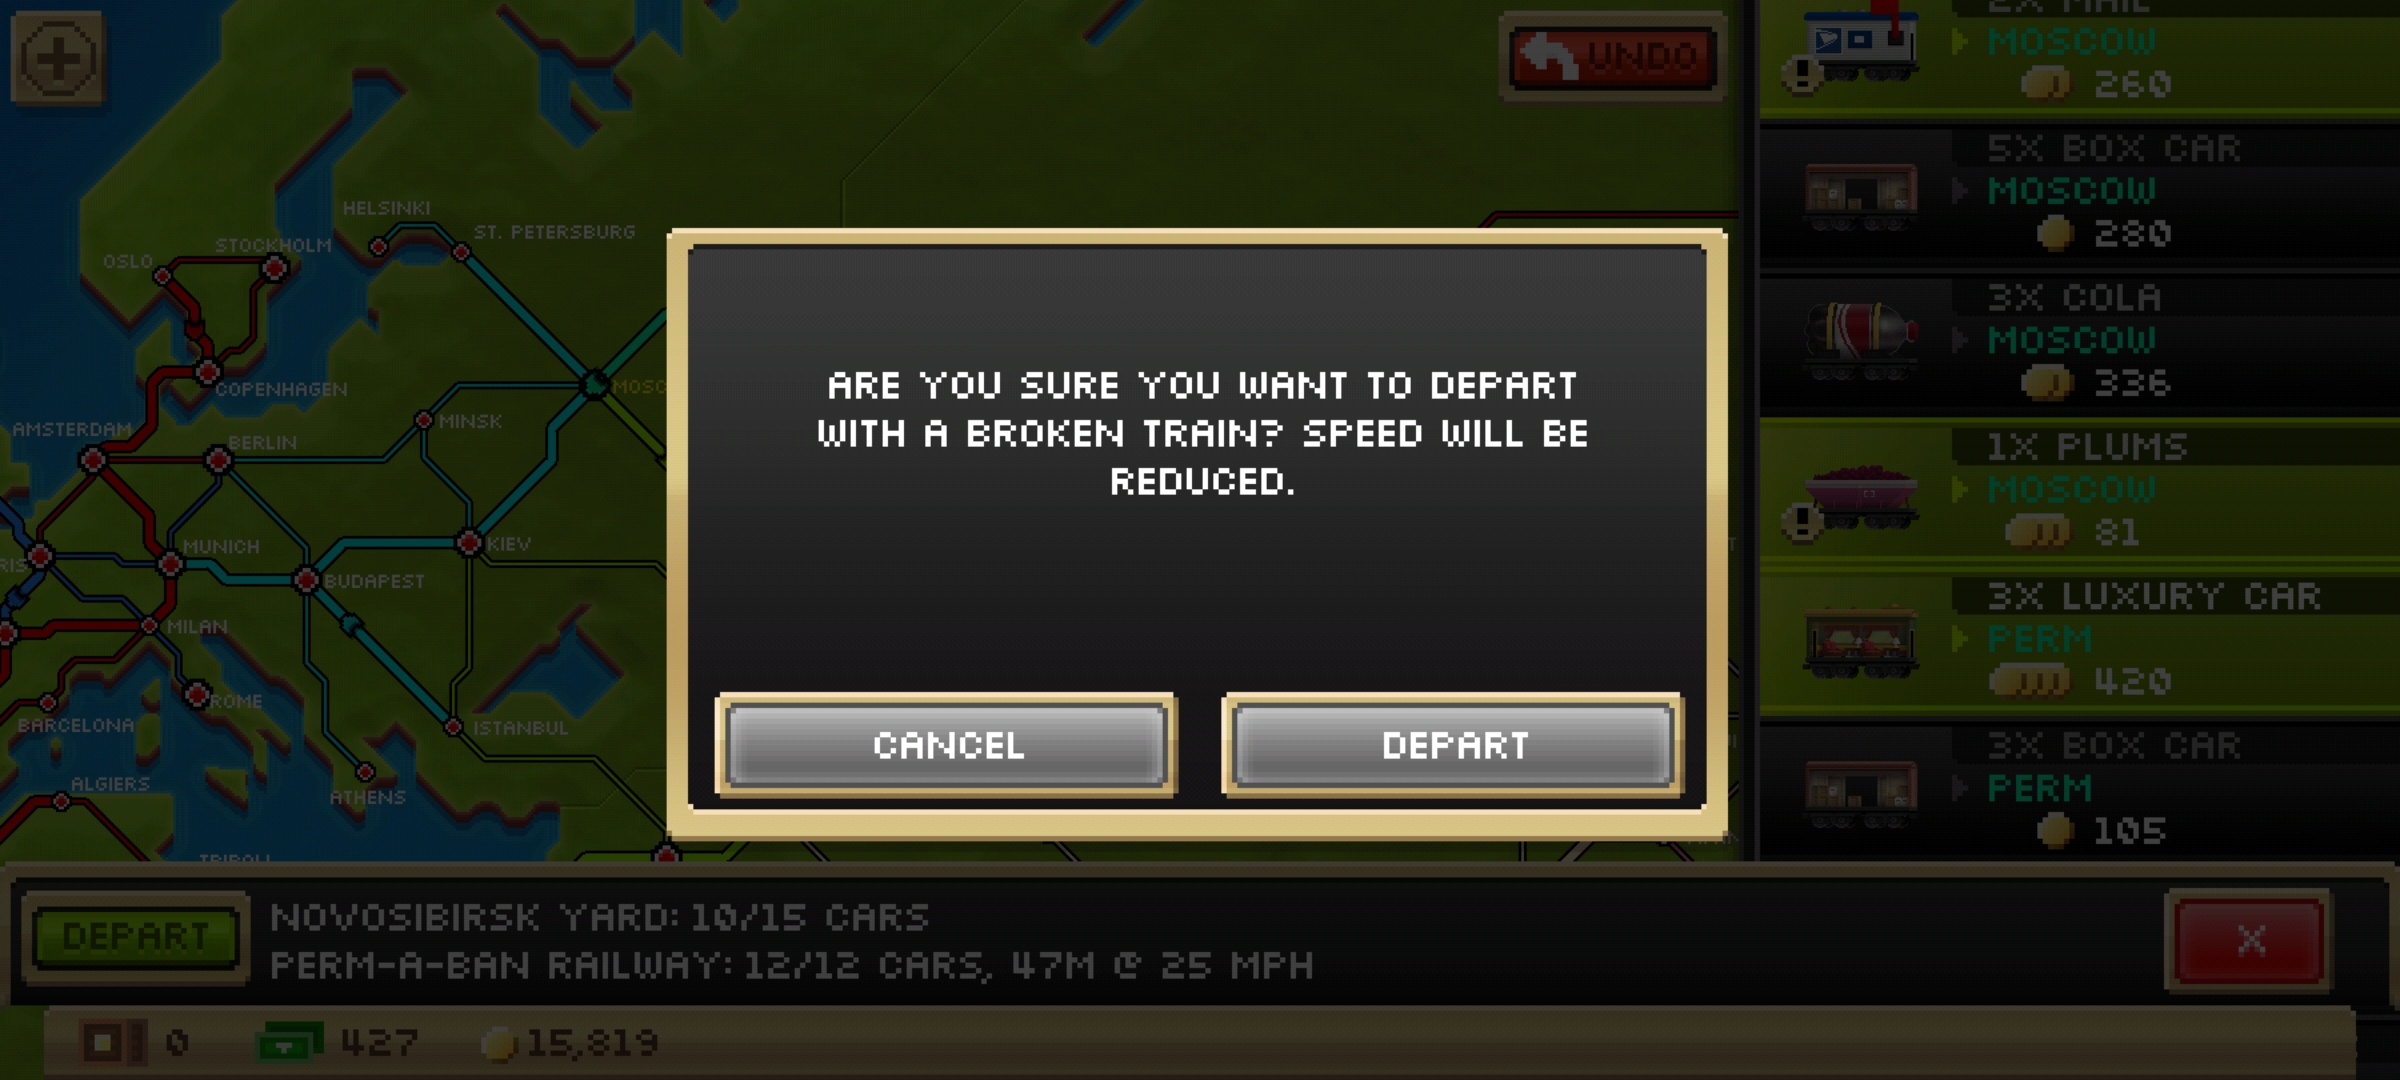 UNDO
2X MAIL
MOSCOW
260
5X BOX CAR
MOSCOW
280
3X COLA
MOSCOW
336
1X PLUMS
MOSCOW
81
3X LUXURY CAR
PERM
420
3X BOX CAR
PERM
105
HELSINKI
ST. PETERSBURG
STOCKHOLM
OSLO
COPENHAGEN
MINSK
AMSTERDAM
BERLIN
MUNICH
KIEV
BUDAPEST
MILAN
ROME
BARCELONA
ISTANBUL
ALGIERS
ATHENS
ARE YOU SURE YOU WANT TO DEPART
WITH A BROKEN TRAIN? SPEED WILL BE
REDUCED.
CANCEL
DEPART
DEPART
NOVOSIBIRSK YARD: 10/15 CARS
PERM-A-BAN RAILWAY: 12/12 CARS, 47M @ 25 MPH
X
0
427
15,819